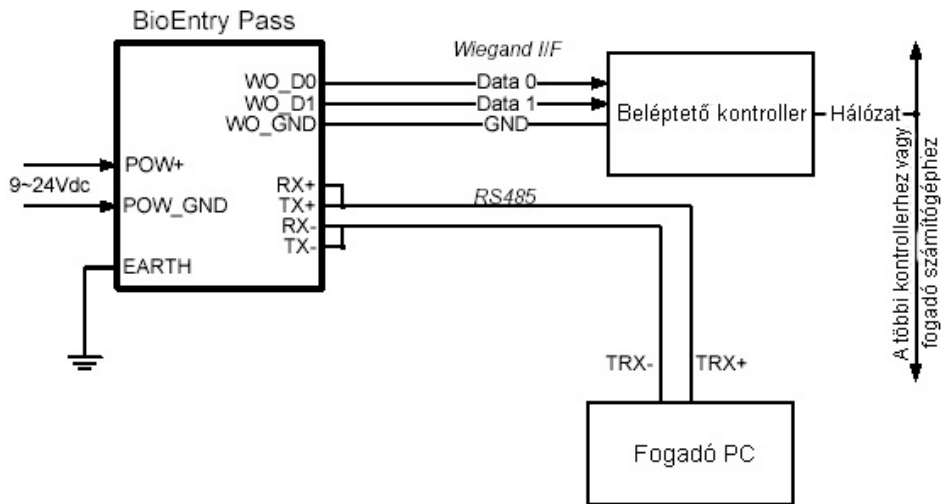 BioEntry Pass
Wiegand I/F
WO_D0
Data 0
WO_D1
Data 1
WO_GND
GND
Beléptető kontroller
Hálózat
POW+
9~24Vdc
POW_GND
EARTH
RX+
TX+
RX-
TX-
RS485
A többi kontrollerhez vagy
fogadó számítógéphez
TRX-
TRX+
Fogadó PC